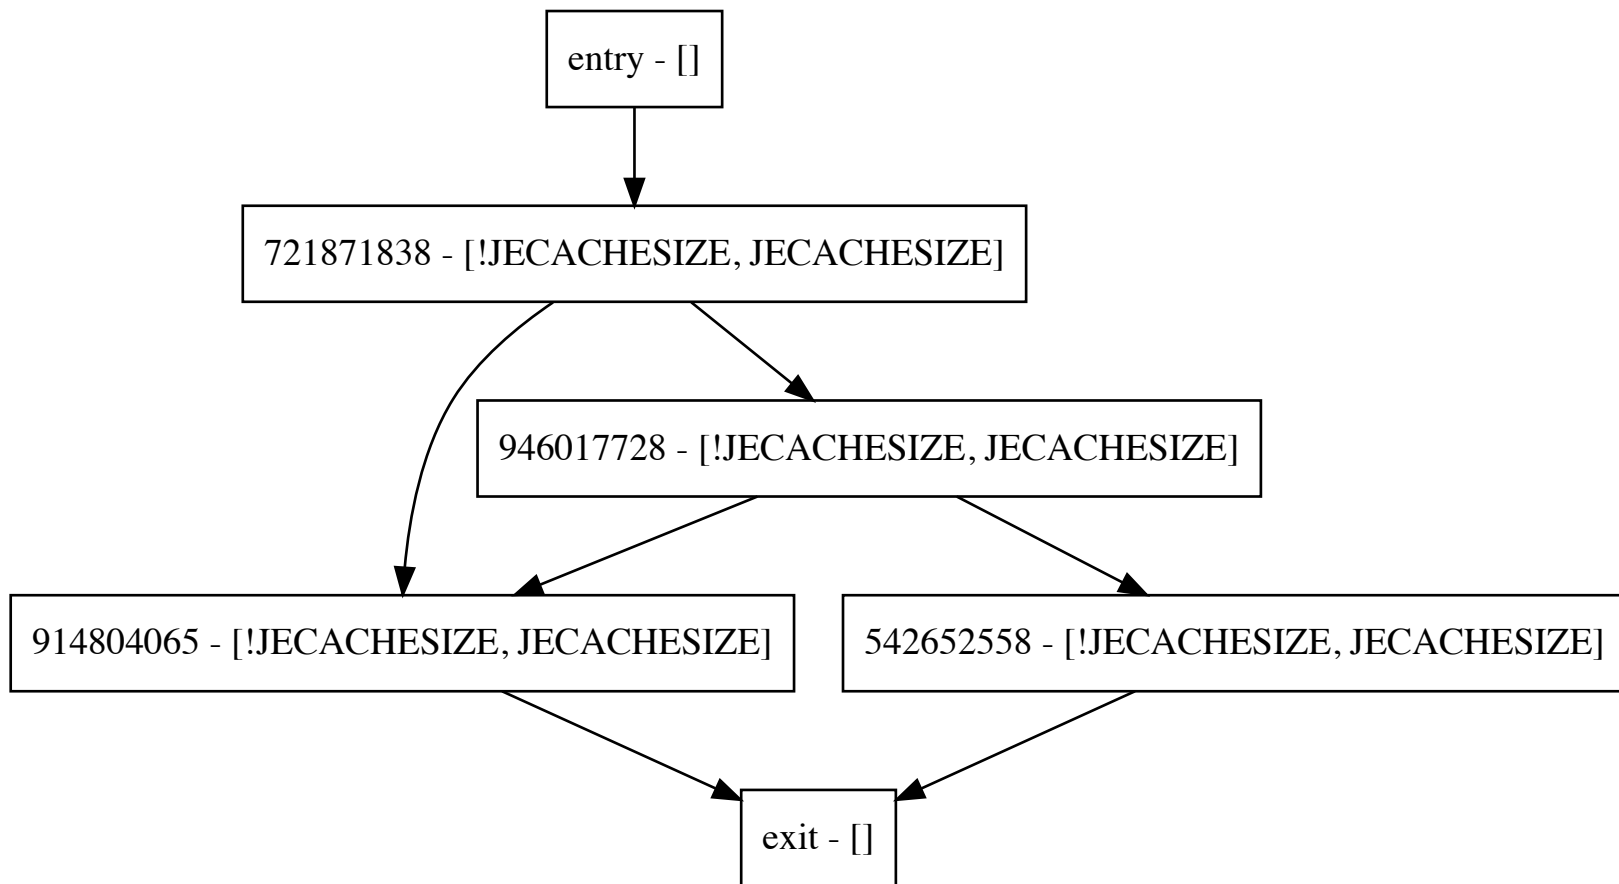 entry - []
721871838 - [!JECACHESIZE, JECACHESIZE]
946017728 - [!JECACHESIZE, JECACHESIZE]
914804065 - [!JECACHESIZE, JECACHESIZE]
542652558 - [!JECACHESIZE, JECACHESIZE]
exit - []